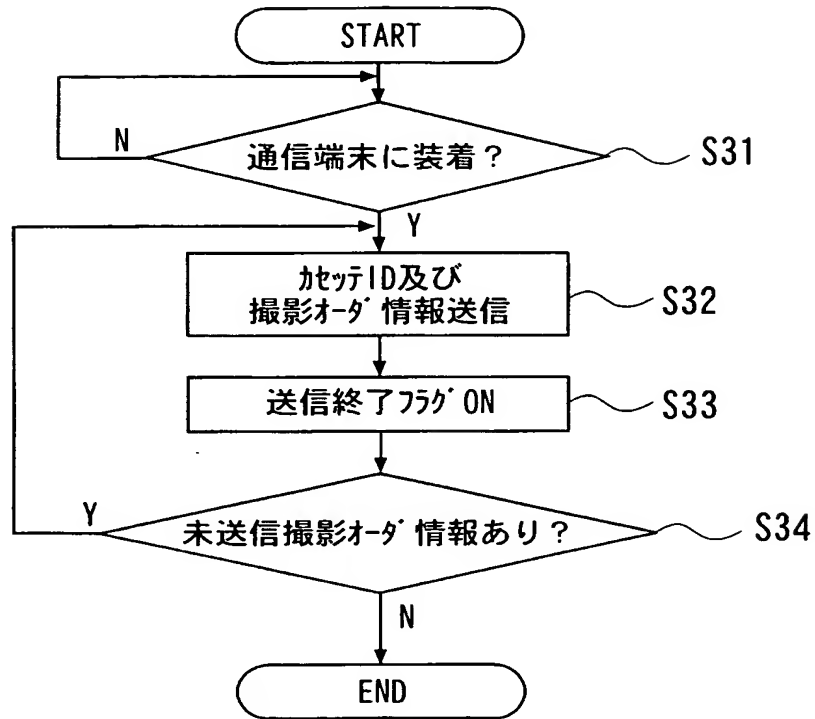 START
N
通信端末に装着?
S31
Y
カセッテID及び
撮影オーダ情報送信
S32
送信終了フラグON
S33
Y
未送信撮影オーダ情報あり?
S34
N
END